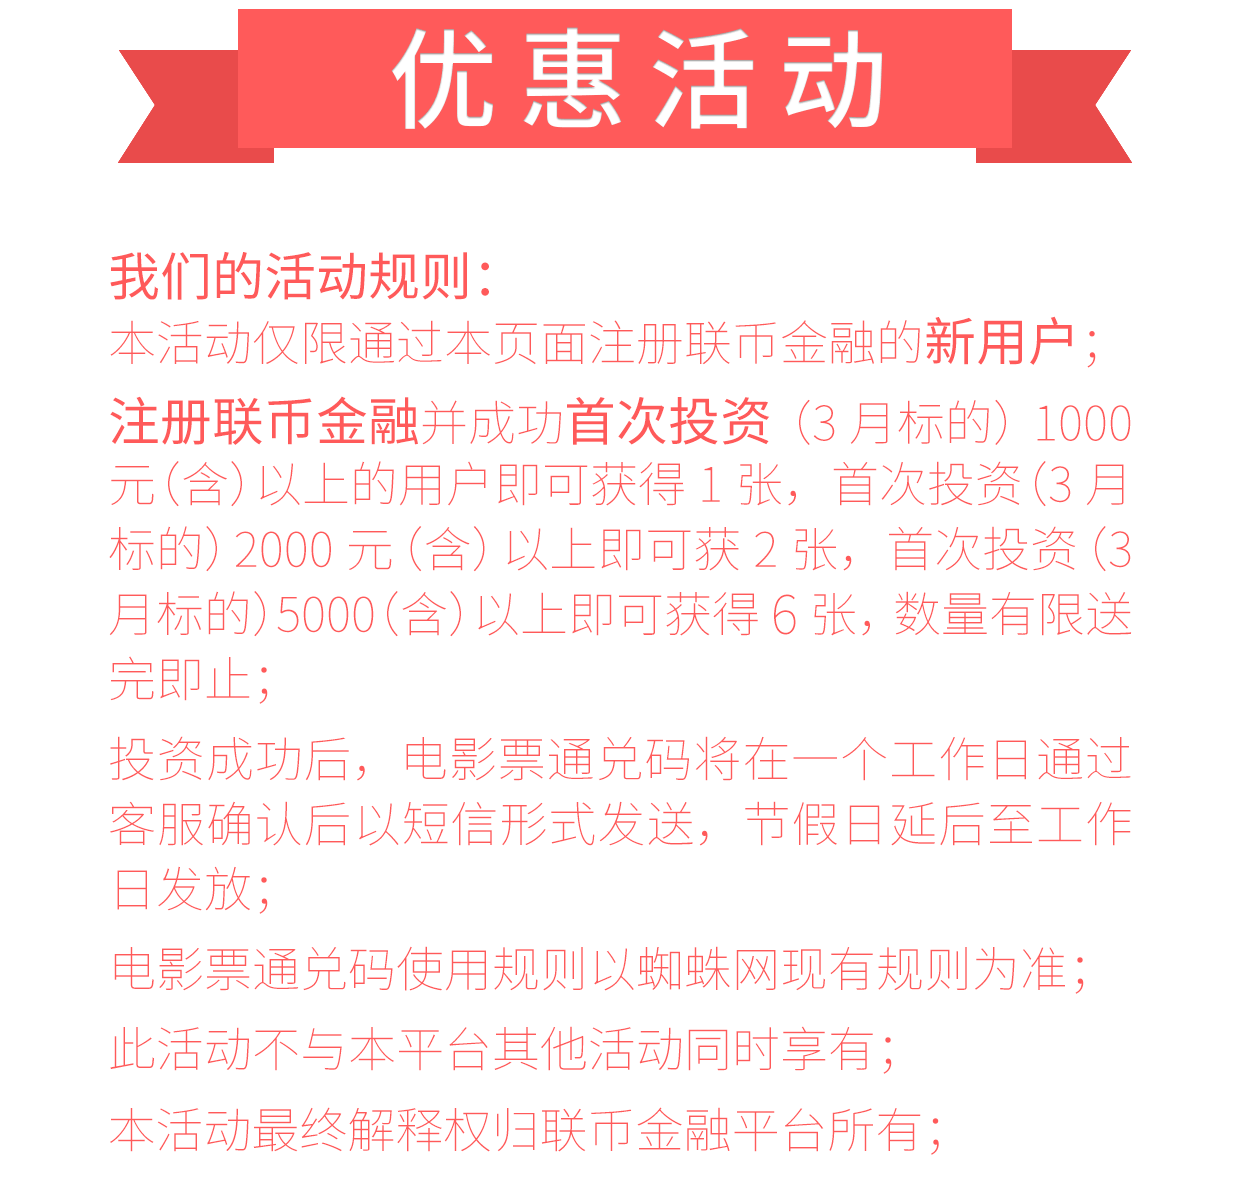 优惠活动
我们的活动规则：
本活动仅限通过本页面注册联币金融的新用户；
注册联币金融并成功首次投资（3 月标的）1000
元（含）以上的用户即可获得 1 张，首次投资（3 月
标的）2000 元（含）以上即可获 2 张，首次投资（3
月标的）5000（含）以上即可获得 6 张，数量有限送
完即止；
投资成功后，电影票通兑码将在一个工作日通过
客服确认后以短信形式发送，节假日延后至工作
日发放；
电影票通兑码使用规则以蜘蛛网现有规则为准；
此活动不与本平台其他活动同时享有；
本活动最终解释权归联币金融平台所有；